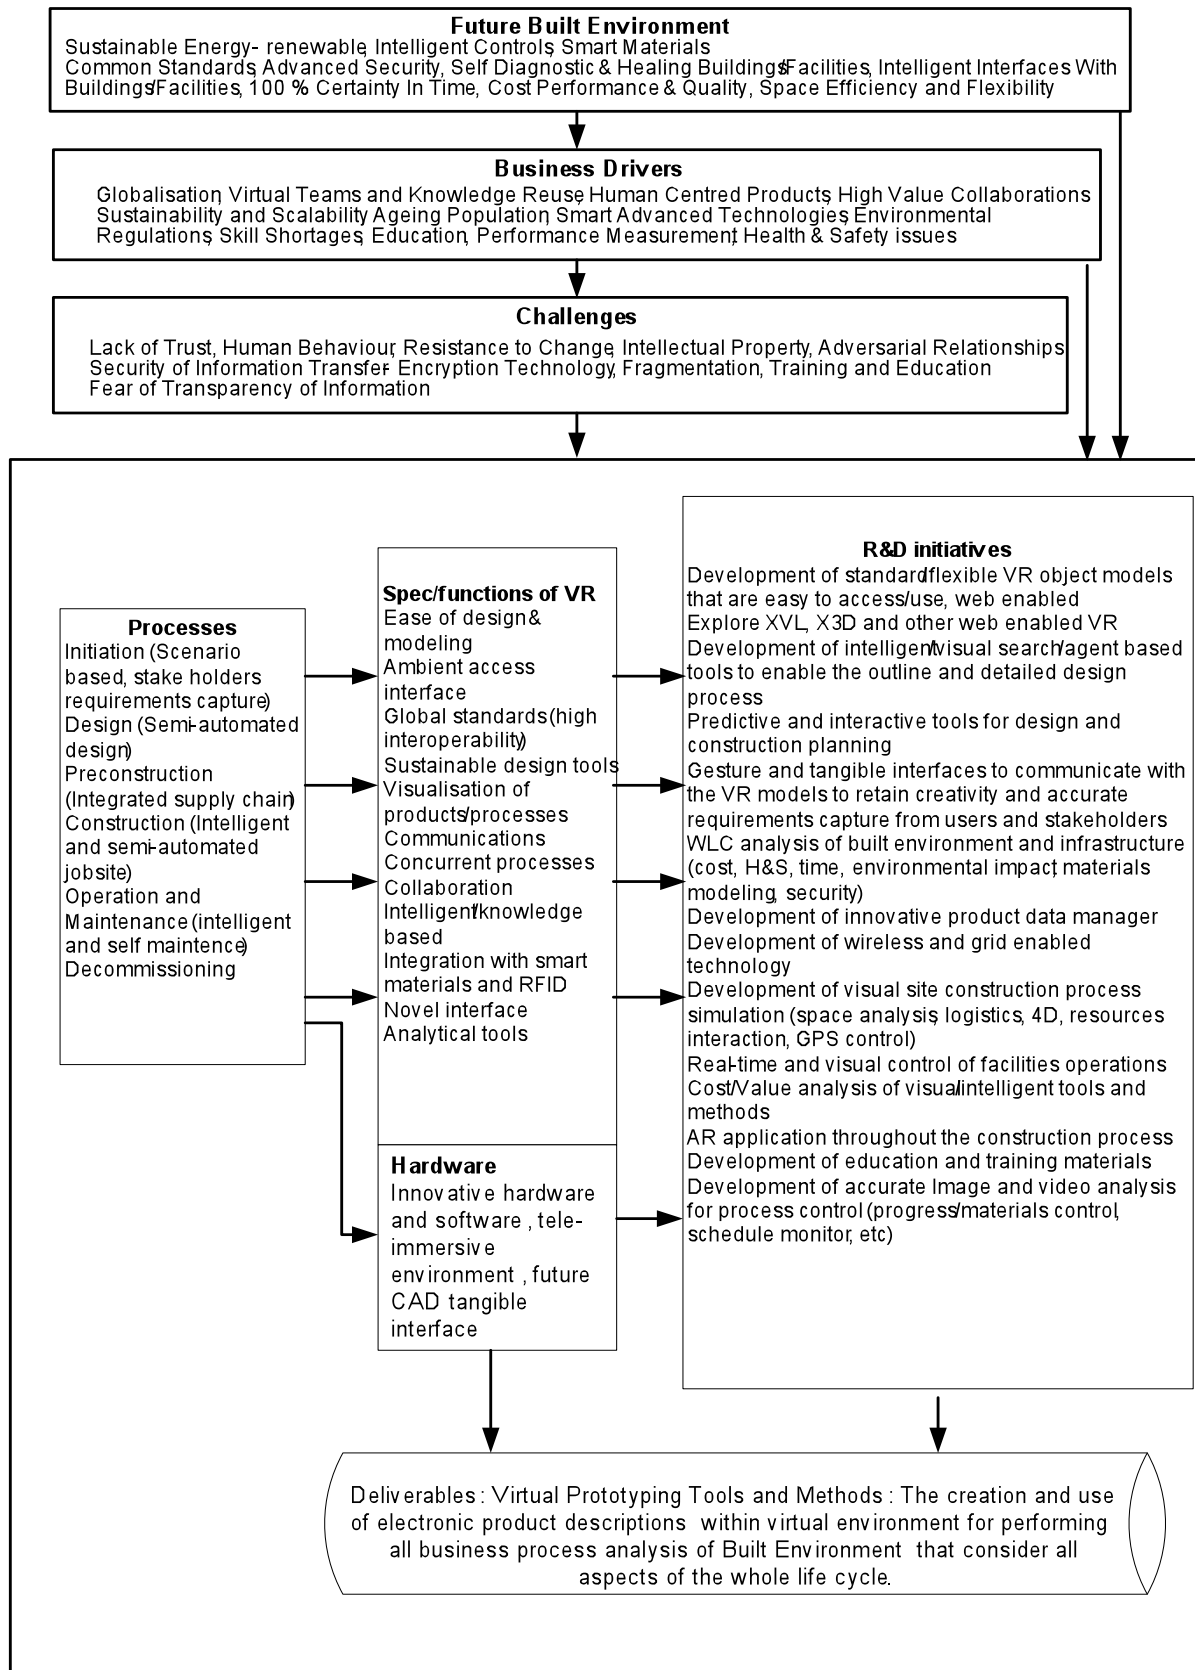 Future Built Environment
Sustainable Energy- renewable, Intelligent Controls, Smart Materials
Common Standards, Advanced Security, Self Diagnostic & Healing Buildings/Facilities, Intelligent Interfaces With
Buildings/Facilities, 100 % Certainty In Time, Cost Performance & Quality, Space Efficiency and Flexibility
Business Drivers
Globalisation, Virtual Teams and Knowledge Reuse, Human Centred Products, High Value Collaborations
Sustainability and Scalability Ageing Population, Smart Advanced Technologies, Environmental
Regulations, Skill Shortages, Education, Performance Measurement, Health & Safety issues
Challenges
Lack of Trust, Human Behaviour, Resistance to Change, Intellectual Property, Adversarial Relationships
Security of Information Transfer- Encryption Technology, Fragmentation, Training and Education
Fear of Transparency of Information
Processes
Initiation (Scenario
based, stake holders
requirements capture)
Design (Semi-automated
design)
Preconstruction
(Integrated supply chain)
Construction (Intelligent
and semi-automated
jobsite)
Operation and
Maintenance (intelligent
and self maintence)
Decommissioning
Spec/functions of VR
Ease of design &
modeling
Ambient access
interface
Global standards (high
interoperability)
Sustainable design tools
Visualisation of
products/processes
Communications
Concurrent processes
Collaboration
Intelligent/knowledge
based
Integration with smart
materials and RFID
Novel interface
Analytical tools
Hardware
Innovative hardware
and software , tele-
immersive
environment , future
CAD tangible
interface
R&D initiatives
Development of standard/flexible VR object models
that are easy to access/use, web enabled
Explore XVL, X3D and other web enabled VR
Development of intelligent/visual search/agent based
tools to enable the outline and detailed design
process
Predictive and interactive tools for design and
construction planning
Gesture and tangible interfaces to communicate with
the VR models to retain creativity and accurate
requirements capture from users and stakeholders
WLC analysis of built environment and infrastructure
(cost, H&S, time, environmental impact, materials
modeling, security)
Development of innovative product data manager
Development of wireless and grid enabled
technology
Development of visual site construction process
simulation (space analysis, logistics, 4D, resources
interaction, GPS control)
Real-time and visual control of facilities operations
Cost/Value analysis of visual/intelligent tools and
methods
AR application throughout the construction process
Development of education and training materials
Development of accurate Image and video analysis
for process control (progress/materials control,
schedule monitor, etc)
Deliverables : Virtual Prototyping Tools and Methods : The creation and use
of electronic product descriptions within virtual environment for performing
all business process analysis of Built Environment that consider all
aspects of the whole life cycle.